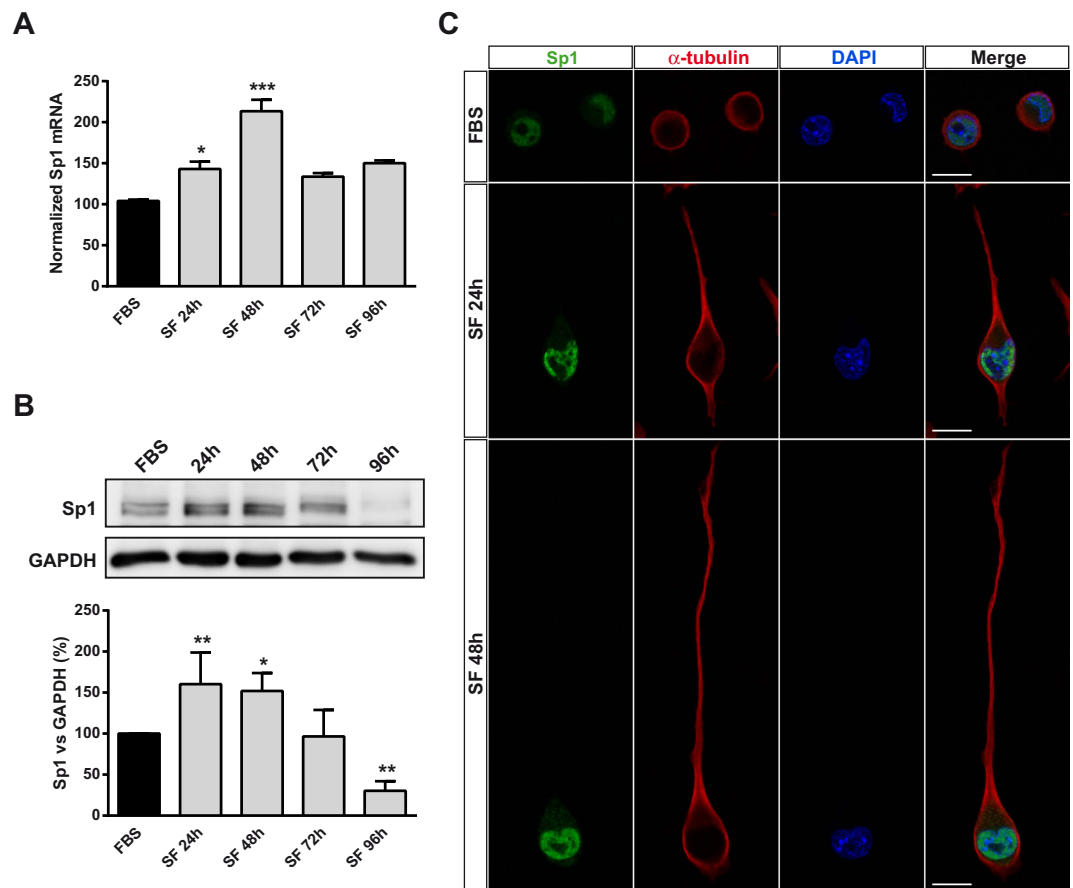 A
Normalized Sp1 mRNA
250
200
150
100
50
0
*
***
FBS
SF 24h
SF 48h
SF 72h
SF 96h
B
FBS
24h
48h
72h
96h
Sp1
GAPDH
Sp1 vs GAPDH (%)
250
200
150
100
50
0
**
*
**
FBS
SF 24h
SF 48h
SF 72h
SF 96h
C
Sp1
α-tubulin
DAPI
Merge
FBS
SF 24h
SF 48h